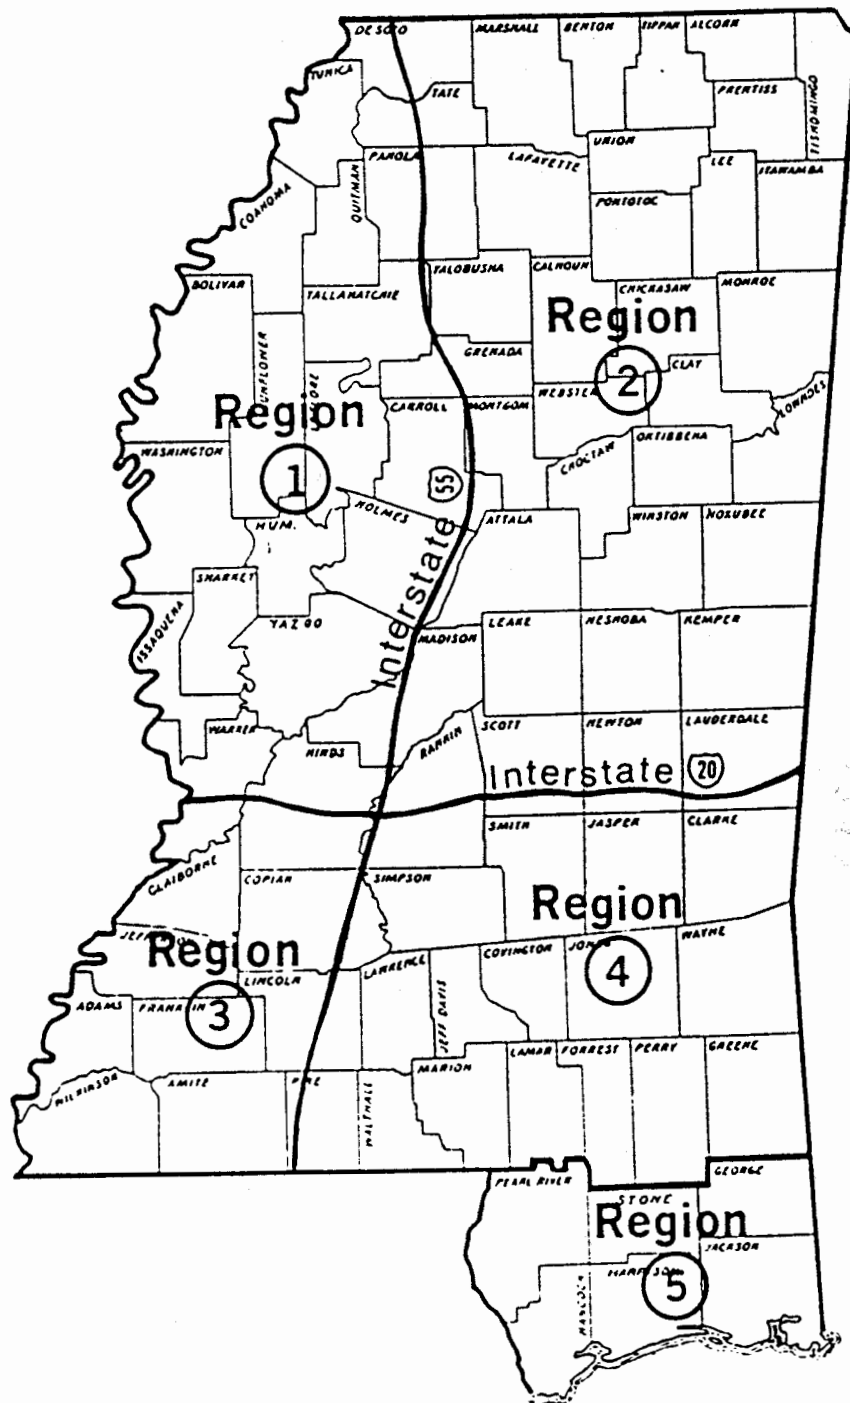 DESOTO
MARSHALL
BENTON
TIPPAH
ALCORN
TUNICA
TATE
PRENTISS
TISHOMINGO
PANOLA
LAFAYETTE
UNION
LEE
ITAWAMBA
QUITMAN
COAHOMA
PONTOTOC
BOLIVAR
TALLAHATCHIE
YALOBUSHA
CALHOUN
CHICKASAW
MONROE
Region
2
SUNFLOWER
GRENADA
CLAY
WEBSTER
LOWNDES
Region
1
CARROLL
MONTGOM
WASHINGTON
CHOCTAW
OKTIBBEHA
55
HOLMES
ATTALA
WINSTON
NOXUBEE
HUM.
Interstate
SHARKEY
ISSAQUENA
YAZOO
MADISON
LEAKE
NESHOBA
KEMPER
WARREN
HINDS
RANKIN
SCOTT
NEWTON
LAUDERDALE
Interstate
20
SMITH
JASPER
CLARKE
CLAIBORNE
COPIAH
SIMPSON
Region
4
Region
3
COVINGTON
WAYNE
LINCOLN
LAWRENCE
JEFF DAVIS
ADAMS
FRANKLIN
WILKINSON
AMITE
WALTHALL
MARION
LAMAR
FORREST
PERRY
GREENE
PEARL RIVER
GEORGE
STONE
Region
5
JACKSON
HARRISON
HANCOCK